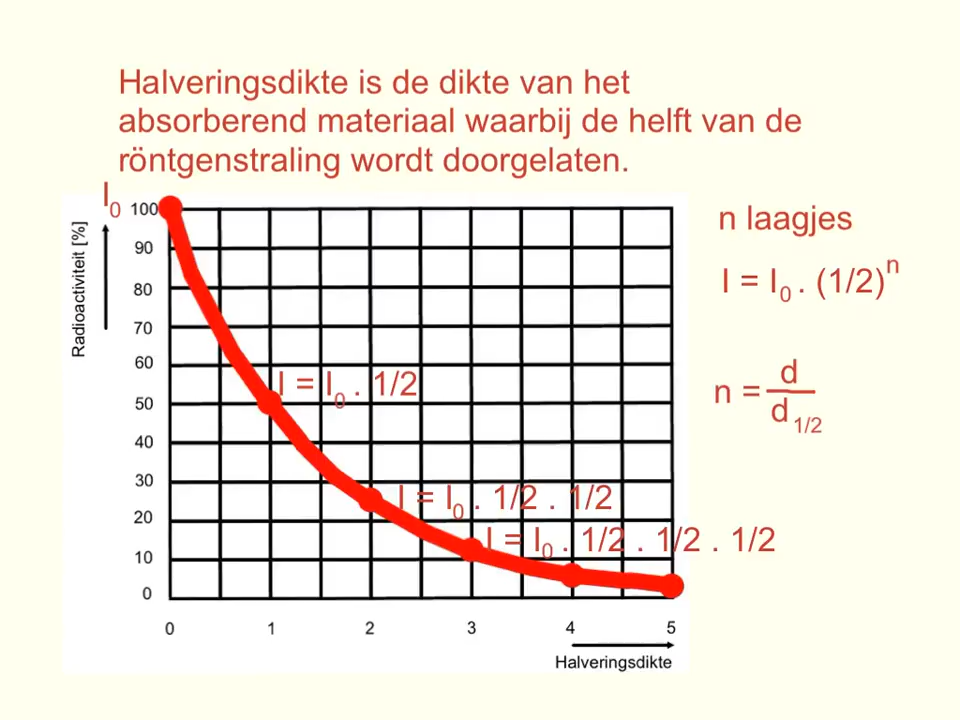 Halveringsdikte is de dikte van het
absorberend materiaal waarbij de helft van de
röntgenstraling wordt doorgelaten.
I0
n laagjes
I = I0 . (1/2)^n
n = d / d 1/2
Radioactiviteit [%]
100
90
80
70
60
50
40
30
20
10
0
I = I0 . 1/2
I = I0 . 1/2 . 1/2
I = I0 . 1/2 . 1/2 . 1/2
0 1 2 3 4 5
Halveringsdikte